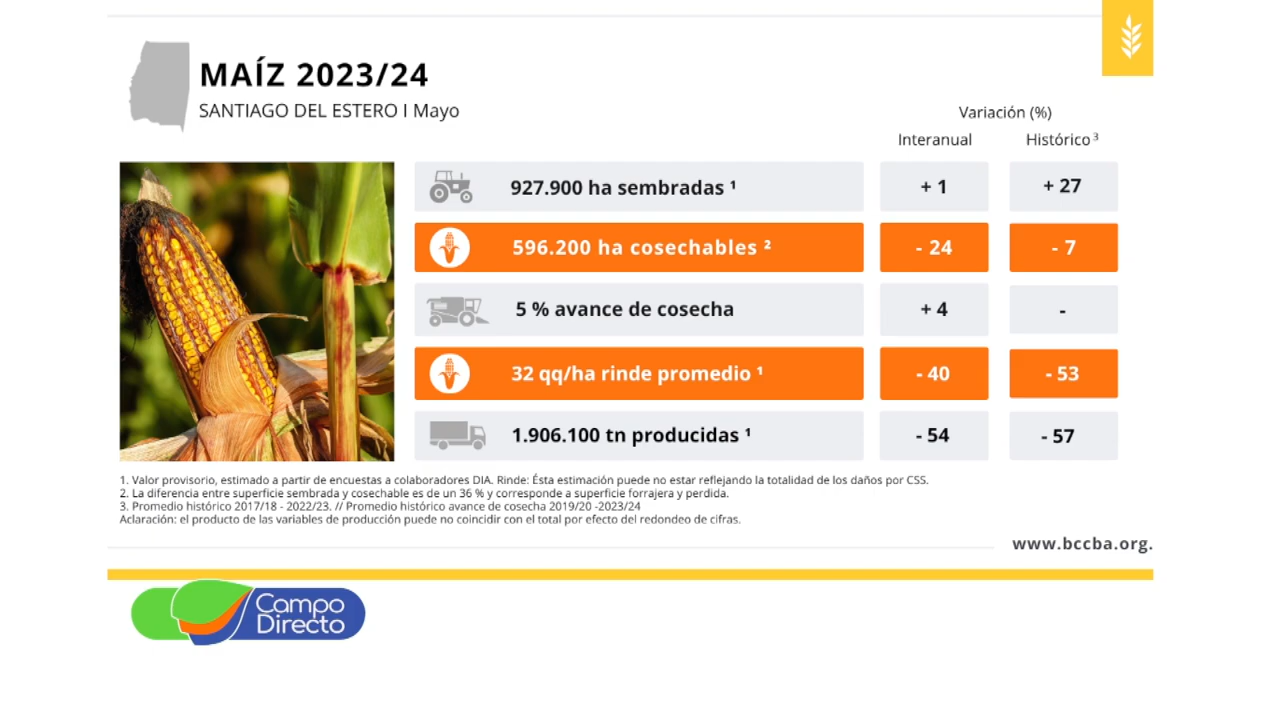 MAÍZ 2023/24
SANTIAGO DEL ESTERO I Mayo
Variación (%)
Interanual Histórico ³
927.900 ha sembradas ¹ + 1 + 27
596.200 ha cosechables ² - 24 - 7
5 % avance de cosecha + 4 -
32 qq/ha rinde promedio ¹ - 40 - 53
1.906.100 tn producidas ¹ - 54 - 57
1. Valor provisorio, estimado a partir de encuestas a colaboradores DIA. Rinde: Ésta estimación puede no estar reflejando la totalidad de los daños por CSS.
2. La diferencia entre superficie sembrada y cosechable es de un 36 % y corresponde a superficie forrajera y perdida.
3. Promedio histórico 2017/18 - 2022/23. // Promedio histórico avance de cosecha 2019/20 -2023/24
Aclaración: el producto de las variables de producción puede no coincidir con el total por efecto del redondeo de cifras.
www.bccba.org.
Campo
Directo